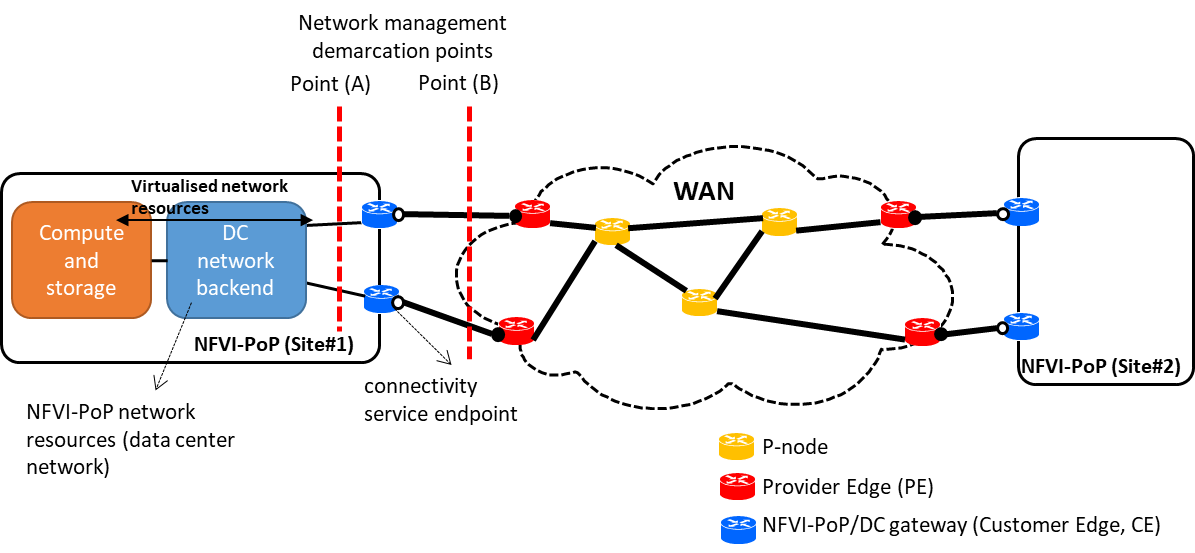 Network management
demarcation points
Point (A)
Point (B)
Virtualised network
resources
Compute
and
storage
DC
network
backend
NFVI-PoP (Site#1)
WAN
NFVI-PoP (Site#2)
connectivity
service endpoint
NFVI-PoP network
resources (data center
network)
P-node
Provider Edge (PE)
NFVI-PoP/DC gateway (Customer Edge, CE)